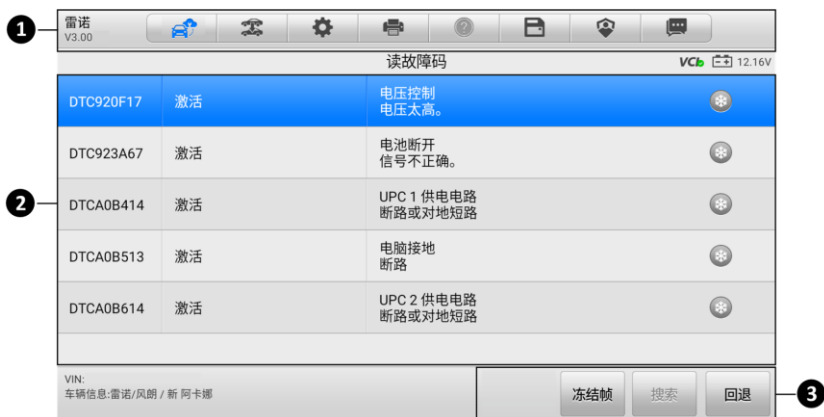 雷诺
V3.00
读故障码
VCI
12.16V
DTC920F17 激活 电压控制
电压太高。
DTC923A67 激活 电池断开
信号不正确。
DTCA0B414 激活 UPC 1 供电电路
断路或对地短路
DTCA0B513 激活 电脑接地
断路
DTCA0B614 激活 UPC 2 供电电路
断路或对地短路
VIN:
车辆信息:雷诺/风朗 / 新 阿卡娜
冻结帧
搜索
回退
1
2
3